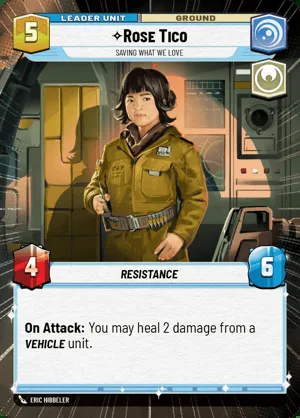 LEADER UNIT
GROUND
5
ROSE TICO
SAVING WHAT WE LOVE
4
RESISTANCE
6
On Attack: You may heal 2 damage from a
VEHICLE unit.
ERIC HIBBELER